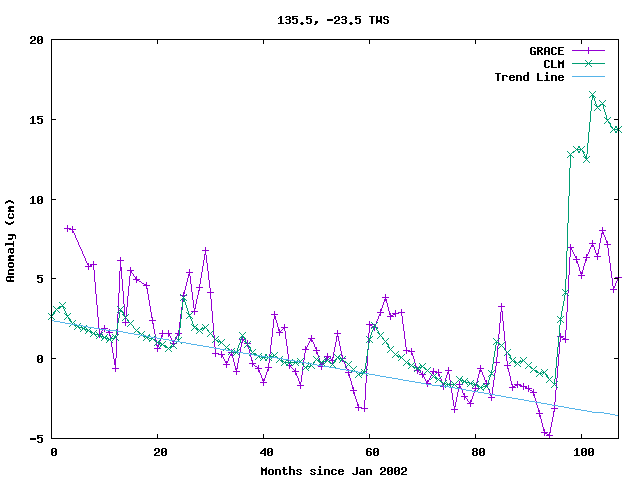 135.5, -23.5 TWS
GRACE
CLM
Trend Line
Anomaly (cm)
20
15
10
5
0
-5
0 20 40 60 80 100
Months since Jan 2002